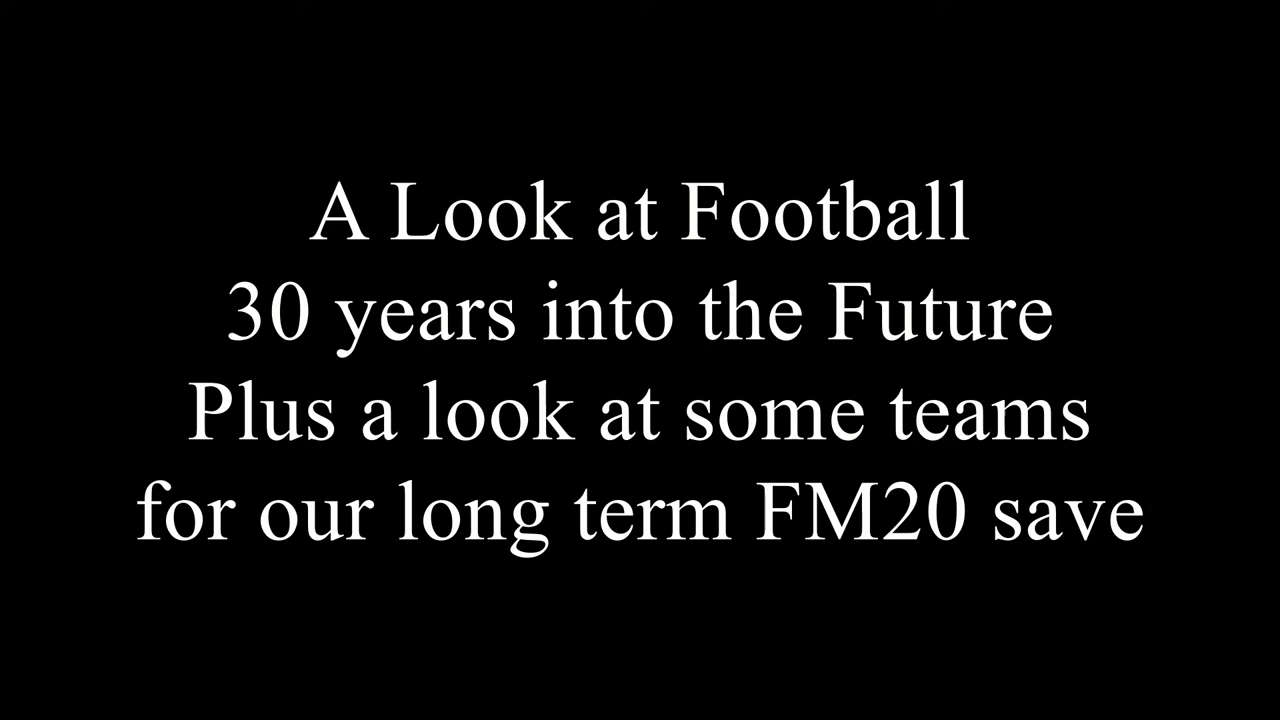 A Look at Football
30 years into the Future
Plus a look at some teams
for our long term FM20 save